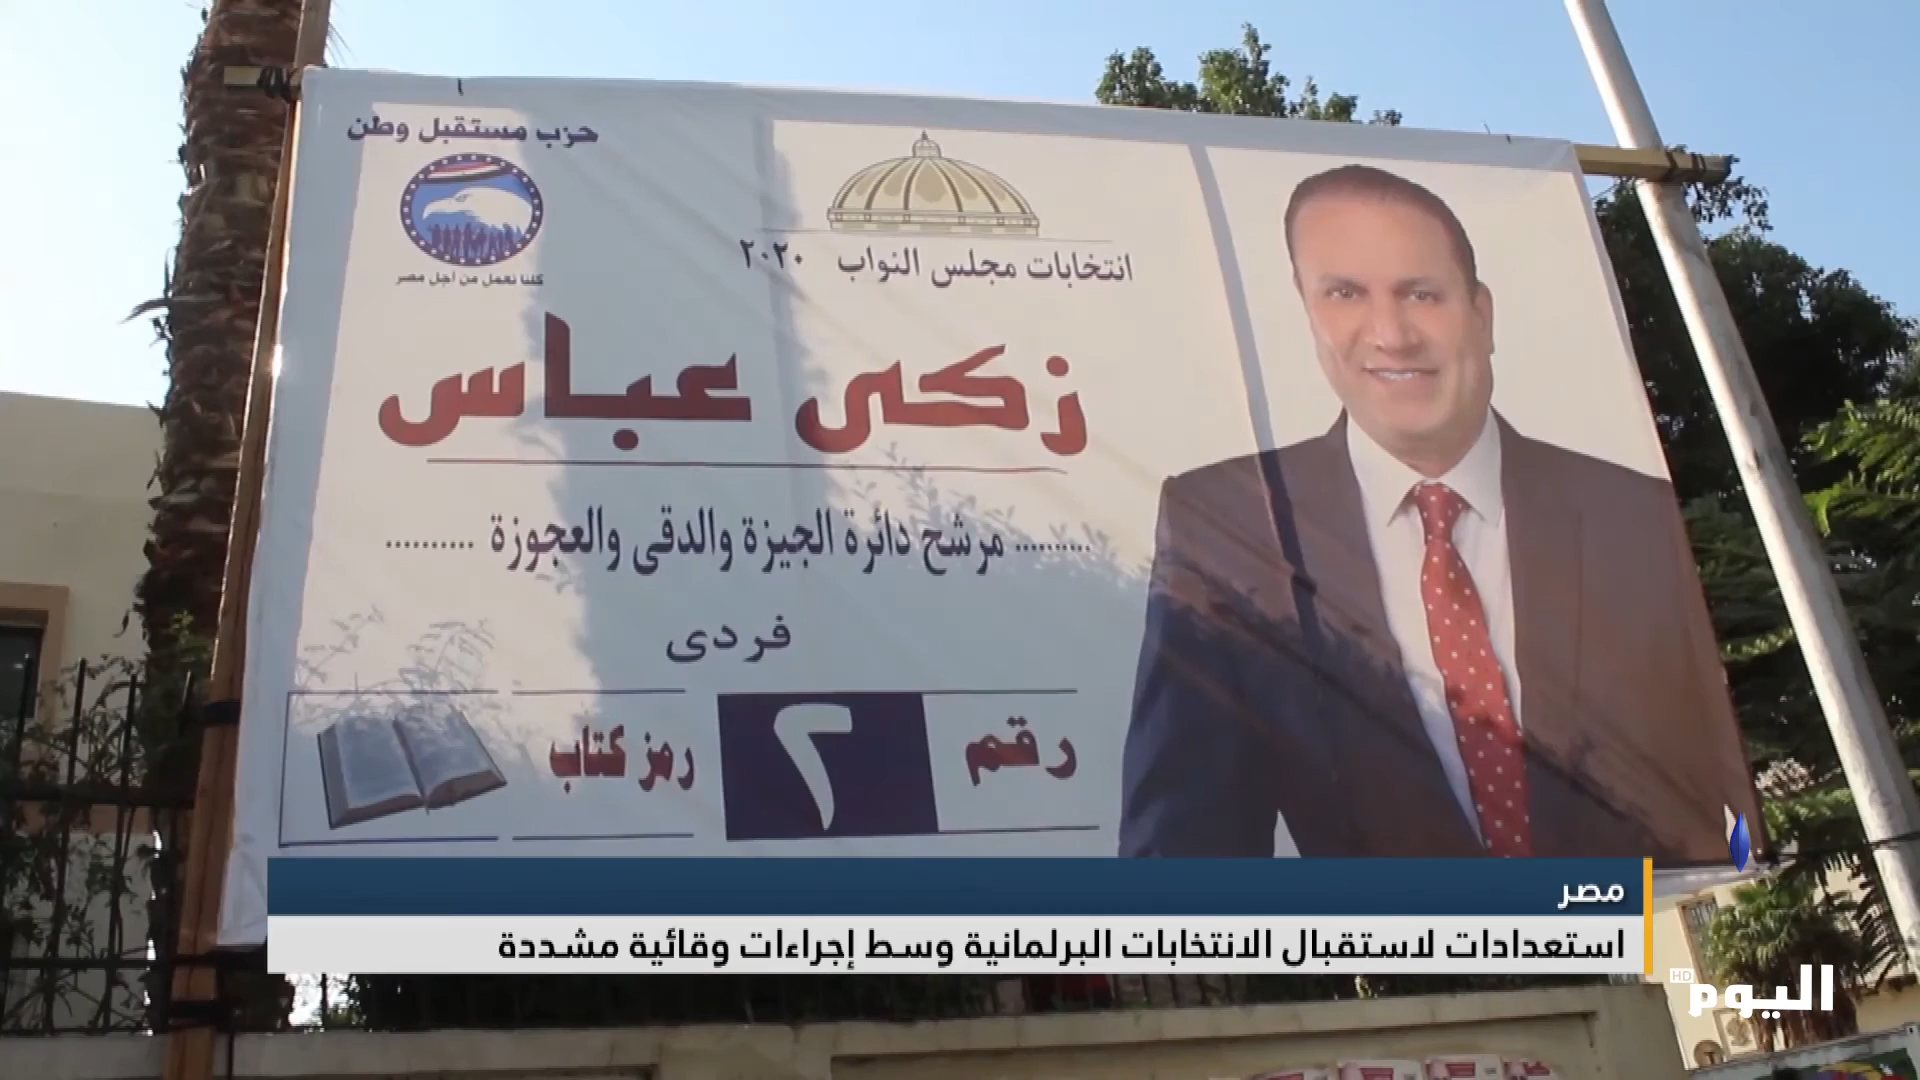 حزب مستقبل وطن
كلنا نعمل من أجل مصر
انتخابات مجلس النواب ٢٠٢٠
زكى عباس
.......... مرشح دائرة الجيزة والدقى والعجوزة ..........
فردى
رقم ٢ رمز كتاب
مصر
استعدادات لاستقبال الانتخابات البرلمانية وسط إجراءات وقائية مشددة
HD
اليوم